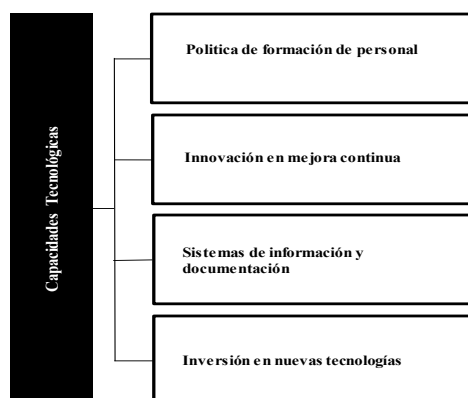 Capacidades Tecnológicas
Politica de formación de personal
Innovación en mejora continua
Sistemas de información y
documentación
Inversión en nuevas tecnologías